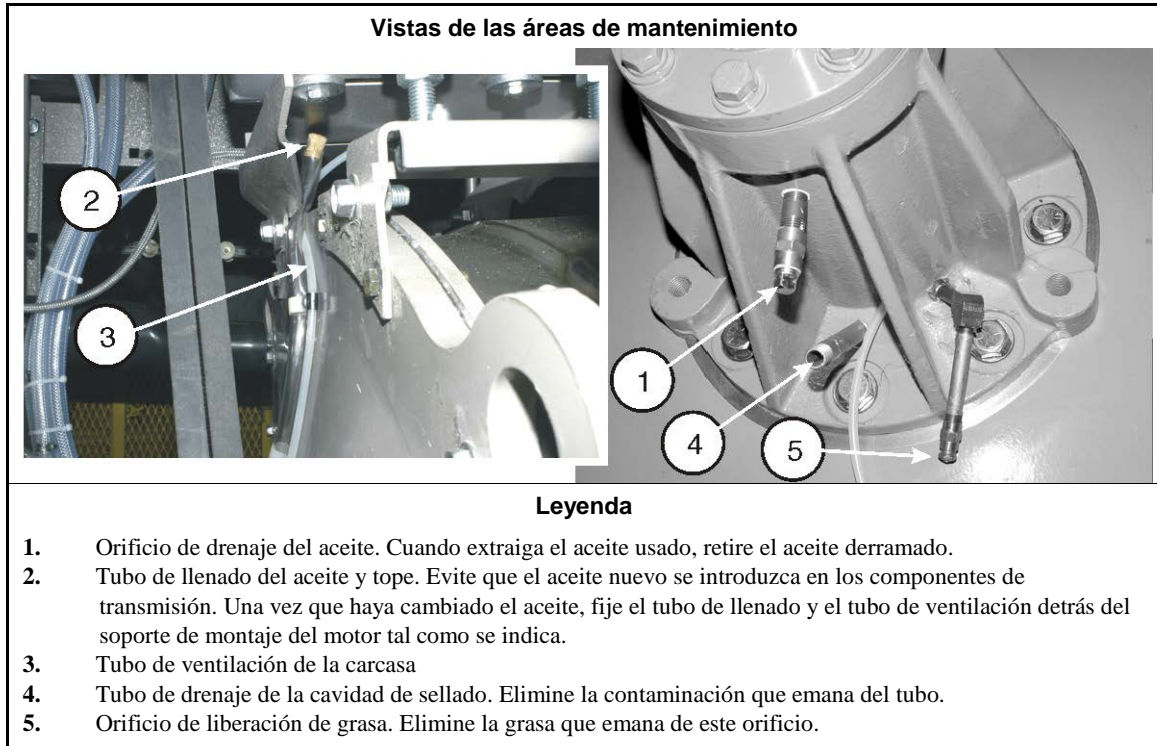 Vistas de las áreas de mantenimiento
2
3
1
4
5
Leyenda
1. Orificio de drenaje del aceite. Cuando extraiga el aceite usado, retire el aceite derramado.
2. Tubo de llenado del aceite y tope. Evite que el aceite nuevo se introduzca en los componentes de
transmisión. Una vez que haya cambiado el aceite, fije el tubo de llenado y el tubo de ventilación detrás del
soporte de montaje del motor tal como se indica.
3. Tubo de ventilación de la carcasa
4. Tubo de drenaje de la cavidad de sellado. Elimine la contaminación que emana del tubo.
5. Orificio de liberación de grasa. Elimine la grasa que emana de este orificio.